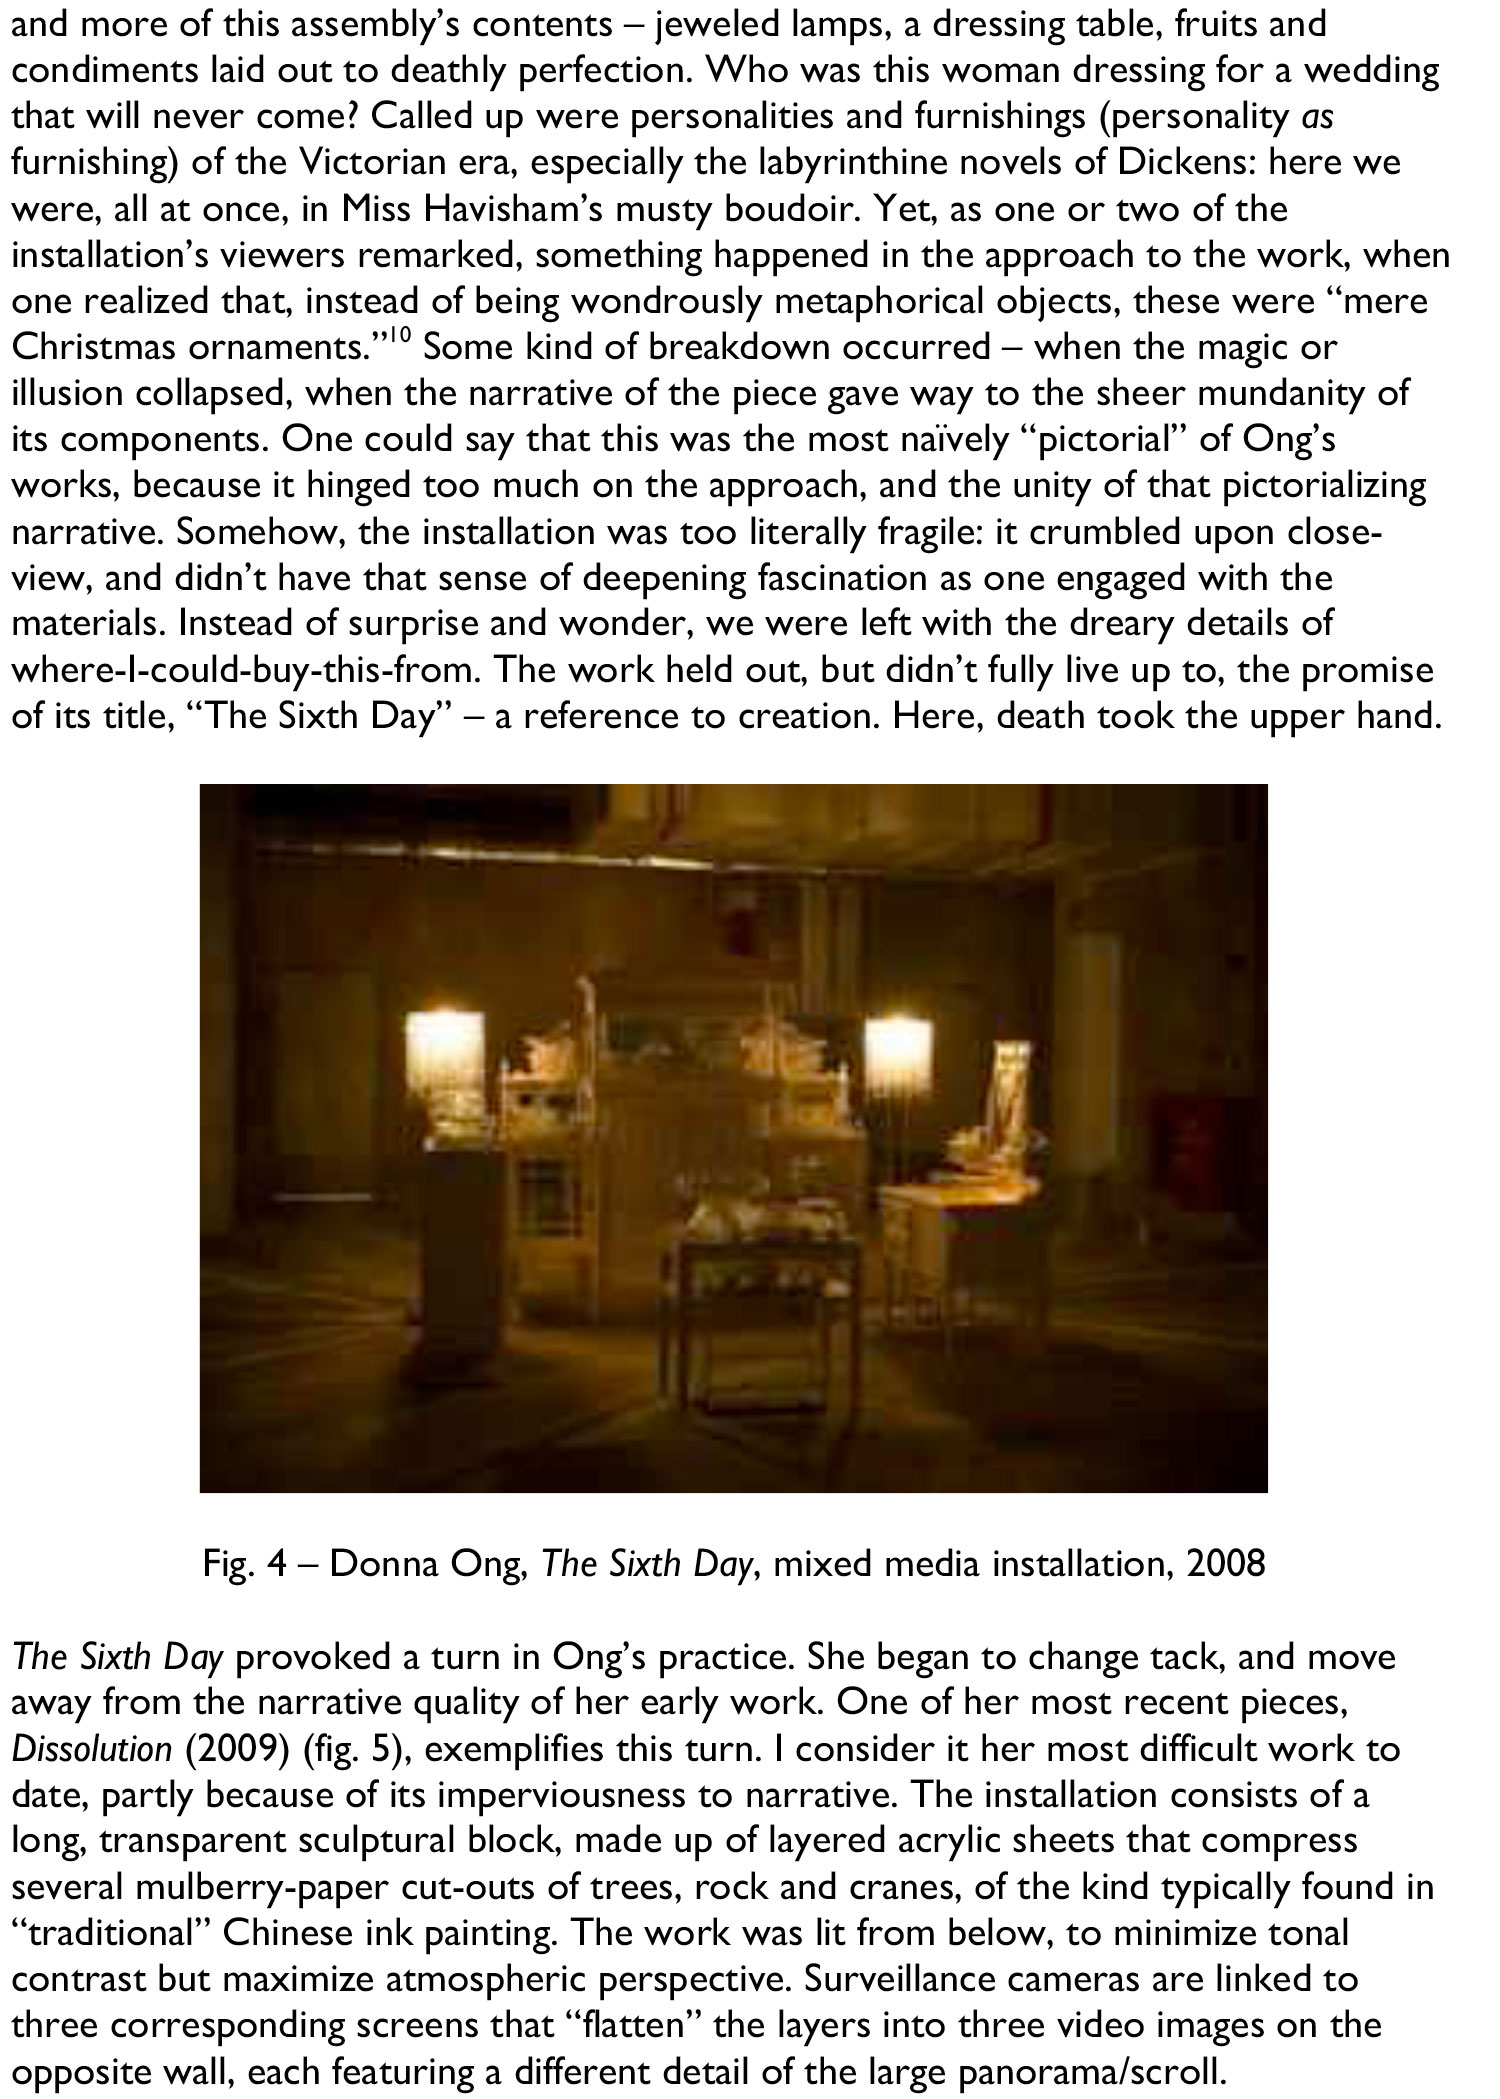 and more of this assembly’s contents – jeweled lamps, a dressing table, fruits and
condiments laid out to deathly perfection. Who was this woman dressing for a wedding
that will never come? Called up were personalities and furnishings (personality as
furnishing) of the Victorian era, especially the labyrinthine novels of Dickens: here we
were, all at once, in Miss Havisham’s musty boudoir. Yet, as one or two of the
installation’s viewers remarked, something happened in the approach to the work, when
one realized that, instead of being wondrously metaphorical objects, these were “mere
Christmas ornaments.”10 Some kind of breakdown occurred – when the magic or
illusion collapsed, when the narrative of the piece gave way to the sheer mundanity of
its components. One could say that this was the most naïvely “pictorial” of Ong’s
works, because it hinged too much on the approach, and the unity of that pictorializing
narrative. Somehow, the installation was too literally fragile: it crumbled upon close-
view, and didn’t have that sense of deepening fascination as one engaged with the
materials. Instead of surprise and wonder, we were left with the dreary details of
where-I-could-buy-this-from. The work held out, but didn’t fully live up to, the promise
of its title, “The Sixth Day” – a reference to creation. Here, death took the upper hand.
Fig. 4 – Donna Ong, The Sixth Day, mixed media installation, 2008
The Sixth Day provoked a turn in Ong’s practice. She began to change tack, and move
away from the narrative quality of her early work. One of her most recent pieces,
Dissolution (2009) (fig. 5), exemplifies this turn. I consider it her most difficult work to
date, partly because of its imperviousness to narrative. The installation consists of a
long, transparent sculptural block, made up of layered acrylic sheets that compress
several mulberry-paper cut-outs of trees, rock and cranes, of the kind typically found in
“traditional” Chinese ink painting. The work was lit from below, to minimize tonal
contrast but maximize atmospheric perspective. Surveillance cameras are linked to
three corresponding screens that “flatten” the layers into three video images on the
opposite wall, each featuring a different detail of the large panorama/scroll.